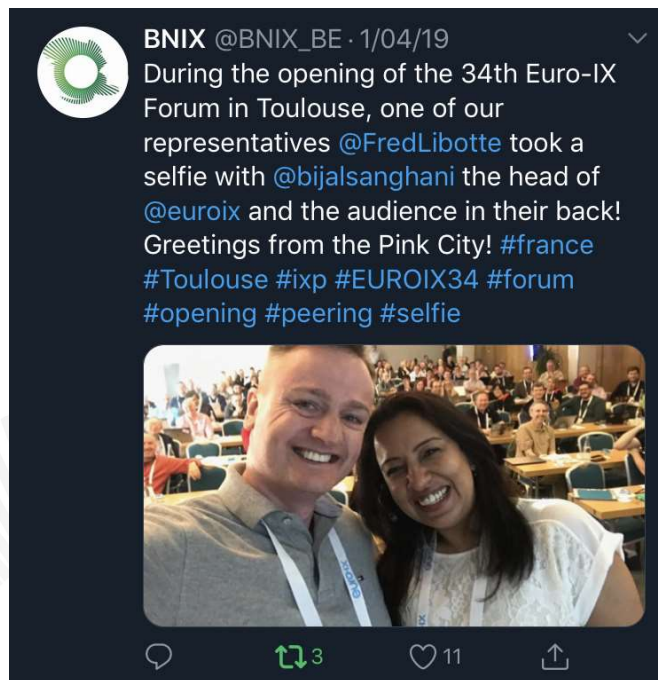 BNIX @BNIX_BE · 1/04/19
During the opening of the 34th Euro-IX
Forum in Toulouse, one of our
representatives @FredLibotte took a
selfie with @bijalsanghani the head of
@euroix and the audience in their back!
Greetings from the Pink City! #france
#Toulouse #ixp #EUROIX34 #forum
#opening #peering #selfie
3
11